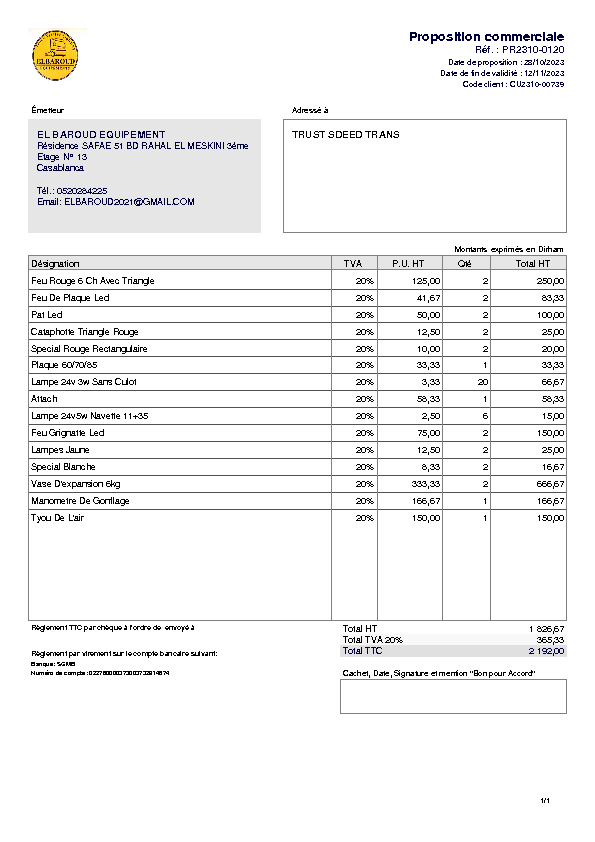 ELBAROUD
EQUIPEMENT
Proposition commerciale
Réf. : PR2310-0120
Date de proposition : 28/10/2023
Date de fin de validité : 12/11/2023
Code client : CU2310-00739
Émetteur
Adressé à
EL BAROUD EQUIPEMENT
Résidence SAFAE 51 BD RAHAL EL MESKINI 3éme
Etage N° 13
Casablanca
Tél.: 0520284225
Email: ELBAROUD2021@GMAIL.COM
TRUST SDEED TRANS
Montants exprimés en Dirham
Désignation TVA P.U. HT Qté Total HT
Feu Rouge 6 Ch Avec Triangle 20% 125,00 2 250,00
Feu De Plaque Led 20% 41,67 2 83,33
Pat Led 20% 50,00 2 100,00
Cataphotte Triangle Rouge 20% 12,50 2 25,00
Special Rouge Rectangulaire 20% 10,00 2 20,00
Plaque 60/70/85 20% 33,33 1 33,33
Lampe 24v 3w Sans Culot 20% 3,33 20 66,67
Attach 20% 58,33 1 58,33
Lampe 24v5w Navette 11+35 20% 2,50 6 15,00
Feu Grignatte Led 20% 75,00 2 150,00
Lampes Jaune 20% 12,50 2 25,00
Special Blanche 20% 8,33 2 16,67
Vase D'expansion 6kg 20% 333,33 2 666,67
Manometre De Gonflage 20% 166,67 1 166,67
Tyou De L'air 20% 150,00 1 150,00
Règlement TTC par chèque à l'ordre de envoyé à
Total HT 1 826,67
Total TVA 20% 365,33
Total TTC 2 192,00
Règlement par virement sur le compte bancaire suivant:
Banque: SGMB
Numéro de compte:
Cachet, Date, Signature et mention "Bon pour Accord"
1/1